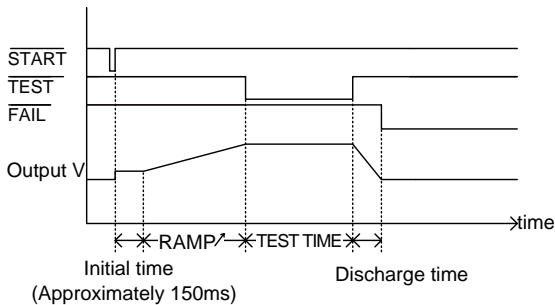 START
TEST
FAIL
Output V
time
RAMP↗ TEST TIME
Initial time
(Approximately 150ms)
Discharge time